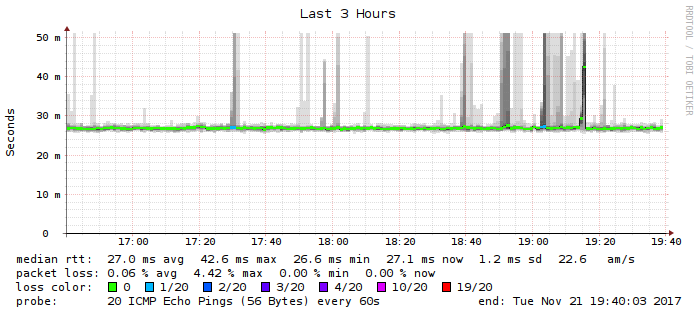 Last 3 Hours
RRDTOOL / TOBI OETIKER
Seconds
50 m
40 m
30 m
20 m
10 m
0
17:00 17:20 17:40 18:00 18:20 18:40 19:00 19:20 19:40
median rtt: 27.0 ms avg 42.6 ms max 26.6 ms min 27.1 ms now 1.2 ms sd 22.6 am/s
packet loss: 0.06 % avg 4.42 % max 0.00 % min 0.00 % now
loss color: 0 1/20 2/20 3/20 4/20 10/20 19/20
probe: 20 ICMP Echo Pings (56 Bytes) every 60s end: Tue Nov 21 19:40:03 2017